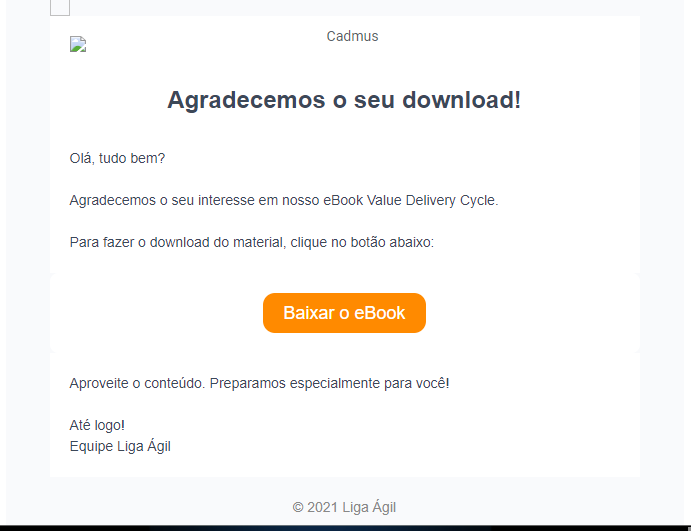 Cadmus
Agradecemos o seu download!
Olá, tudo bem?
Agradecemos o seu interesse em nosso eBook Value Delivery Cycle.
Para fazer o download do material, clique no botão abaixo:
Baixar o eBook
Aproveite o conteúdo. Preparamos especialmente para você!
Até logo!
Equipe Liga Ágil
© 2021 Liga Ágil